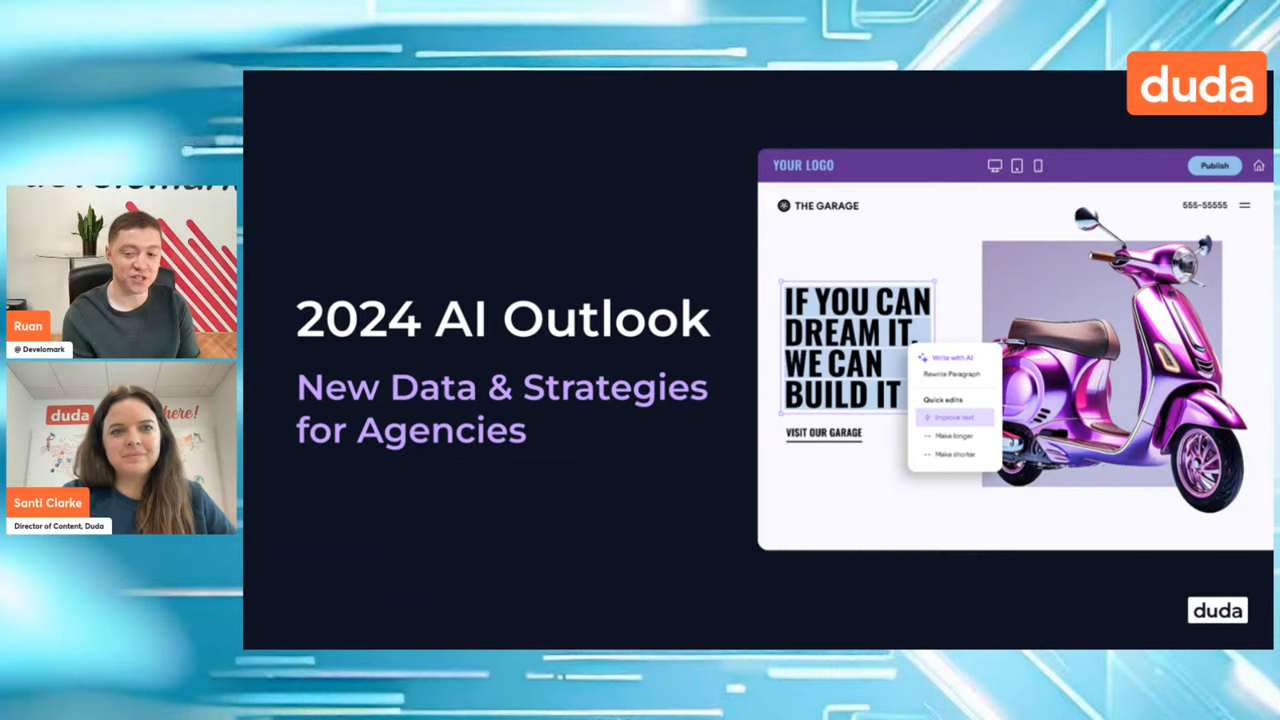 duda
Ruan
@ Develomark
duda
here!
Santi Clarke
Director of Content, Duda
2024 AI Outlook
New Data & Strategies
for Agencies
YOUR LOGO
Publish
THE GARAGE
555-55555
IF YOU CAN
DREAM IT,
WE CAN
BUILD IT
VISIT OUR GARAGE
Write with AI
Rewrite Paragraph
Quick edits
Improve text
Make longer
Make shorter
duda